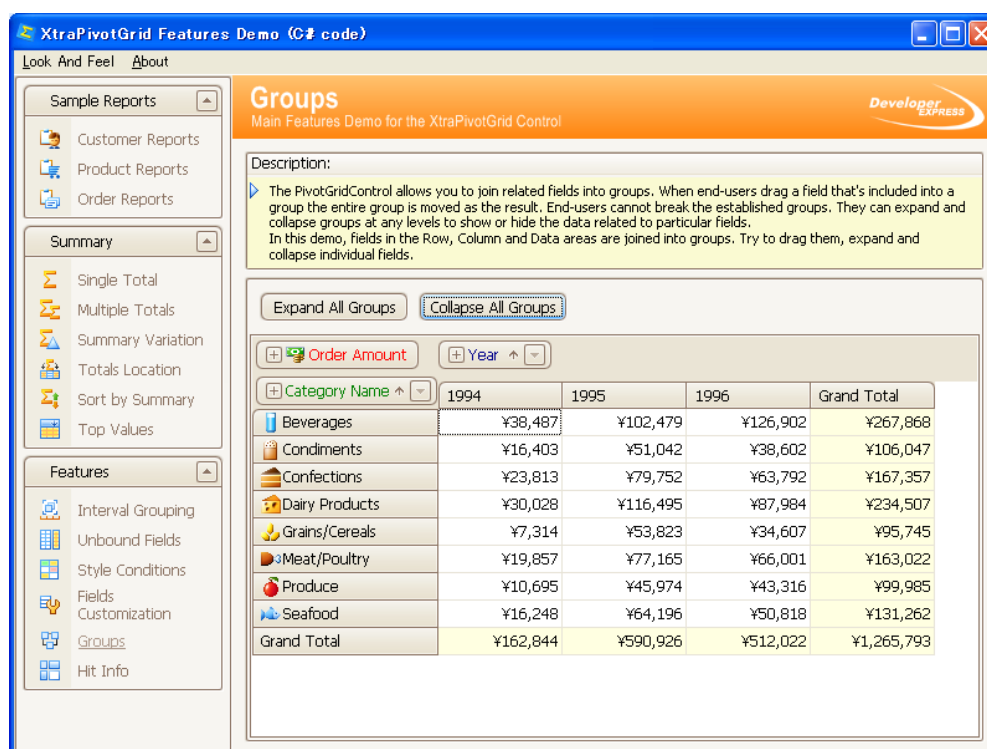 XtraPivotGrid Features Demo (C# code)
Look And Feel About
Sample Reports
Customer Reports
Product Reports
Order Reports
Summary
Single Total
Multiple Totals
Summary Variation
Totals Location
Sort by Summary
Top Values
Features
Interval Grouping
Unbound Fields
Style Conditions
Fields
Customization
Groups
Hit Info
Groups
Main Features Demo for the XtraPivotGrid Control
Developer
EXPRESS
Description:
The PivotGridControl allows you to join related fields into groups. When end-users drag a field that's included into a
group the entire group is moved as the result. End-users cannot break the established groups. They can expand and
collapse groups at any levels to show or hide the data related to particular fields.
In this demo, fields in the Row, Column and Data areas are joined into groups. Try to drag them, expand and
collapse individual fields.
Expand All Groups Collapse All Groups
Order Amount Year
Category Name 1994 1995 1996 Grand Total
Beverages ¥38,487 ¥102,479 ¥126,902 ¥267,868
Condiments ¥16,403 ¥51,042 ¥38,602 ¥106,047
Confections ¥23,813 ¥79,752 ¥63,792 ¥167,357
Dairy Products ¥30,028 ¥116,495 ¥87,984 ¥234,507
Grains/Cereals ¥7,314 ¥53,823 ¥34,607 ¥95,745
Meat/Poultry ¥19,857 ¥77,165 ¥66,001 ¥163,022
Produce ¥10,695 ¥45,974 ¥43,316 ¥99,985
Seafood ¥16,248 ¥64,196 ¥50,818 ¥131,262
Grand Total ¥162,844 ¥590,926 ¥512,022 ¥1,265,793